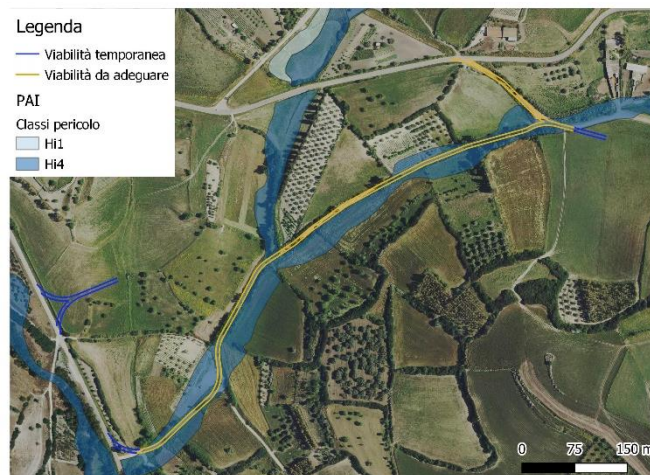 Legenda
Viabilità temporanea
Viabilità da adeguare
PAI
Classi pericolo
Hi1
Hi4
0 75 150 m